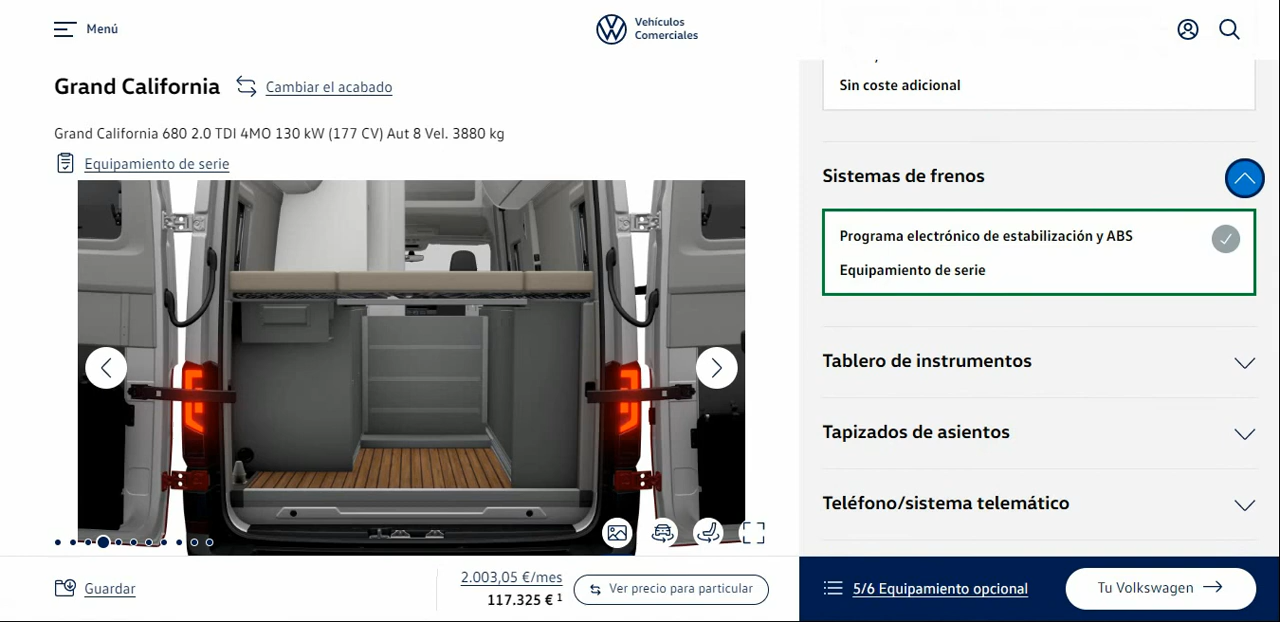 Menú
Vehículos
Comerciales
Grand California
Cambiar el acabado
Grand California 680 2.0 TDI 4MO 130 kW (177 CV) Aut 8 Vel. 3880 kg
Equipamiento de serie
Sin coste adicional
Sistemas de frenos
Programa electrónico de estabilización y ABS
Equipamiento de serie
Tablero de instrumentos
Tapizados de asientos
Teléfono/sistema telemático
Guardar
2.003,05 €/mes
117.325 € 1
Ver precio para particular
5/6 Equipamiento opcional
Tu Volkswagen